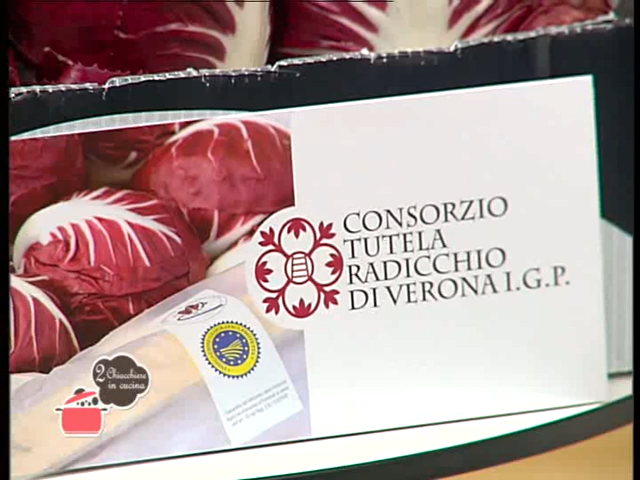 CONSORZIO
TUTELA
RADICCHIO
DI VERONA I.G.P.
2 Chiacchiere
in cucina